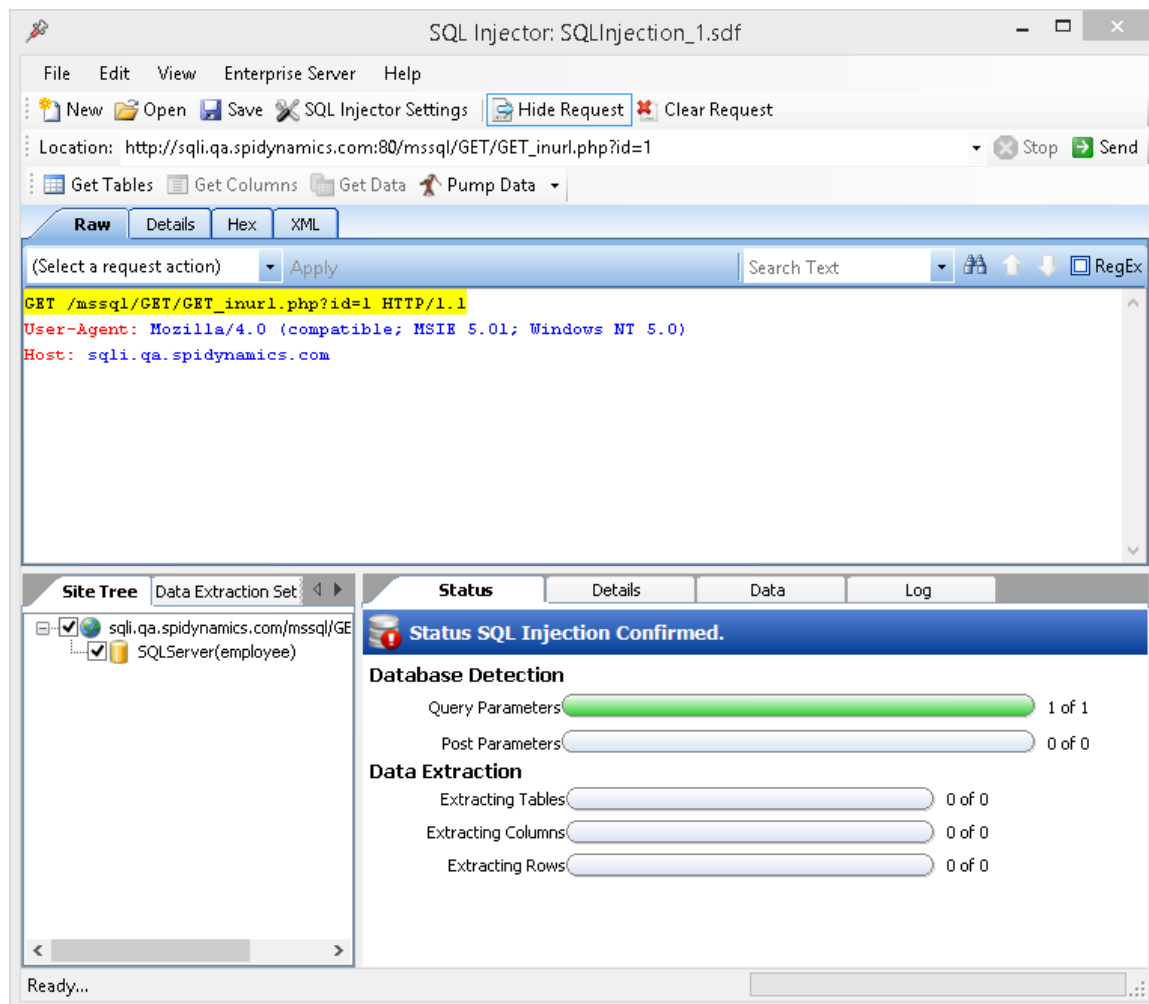 SQL Injector: SQLInjection_1.sdf
File Edit View Enterprise Server Help
New Open Save SQL Injector Settings Hide Request Clear Request
Location: http://sqli.qa.spidynamics.com:80/mssql/GET/GET_inurl.php?id=1 Stop Send
Get Tables Get Columns Get Data Pump Data
Raw Details Hex XML
(Select a request action) Apply Search Text RegEx
GET /mssql/GET/GET_inurl.php?id=1 HTTP/1.1
User-Agent: Mozilla/4.0 (compatible; MSIE 5.01; Windows NT 5.0)
Host: sqli.qa.spidynamics.com
Site Tree Data Extraction Set Status Details Data Log
sqli.qa.spidynamics.com/mssql/GE
SQLServer(employee)
Status SQL Injection Confirmed.
Database Detection
Query Parameters 1 of 1
Post Parameters 0 of 0
Data Extraction
Extracting Tables 0 of 0
Extracting Columns 0 of 0
Extracting Rows 0 of 0
Ready...